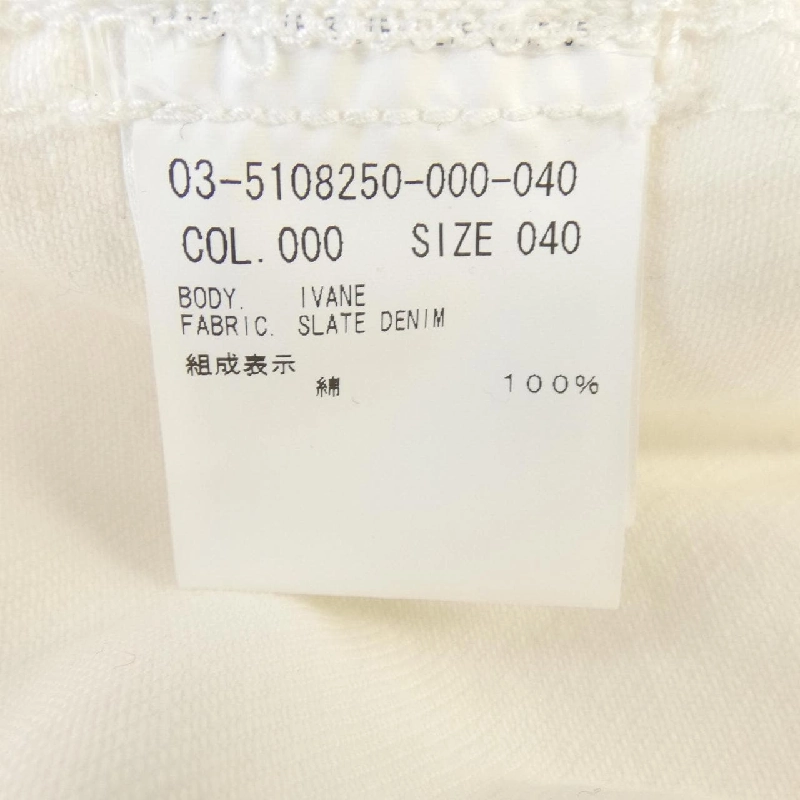 03-5108250-000-040
COL.000 SIZE 040
BODY. IVANE
FABRIC. SLATE DENIM
組成表示
綿 100%